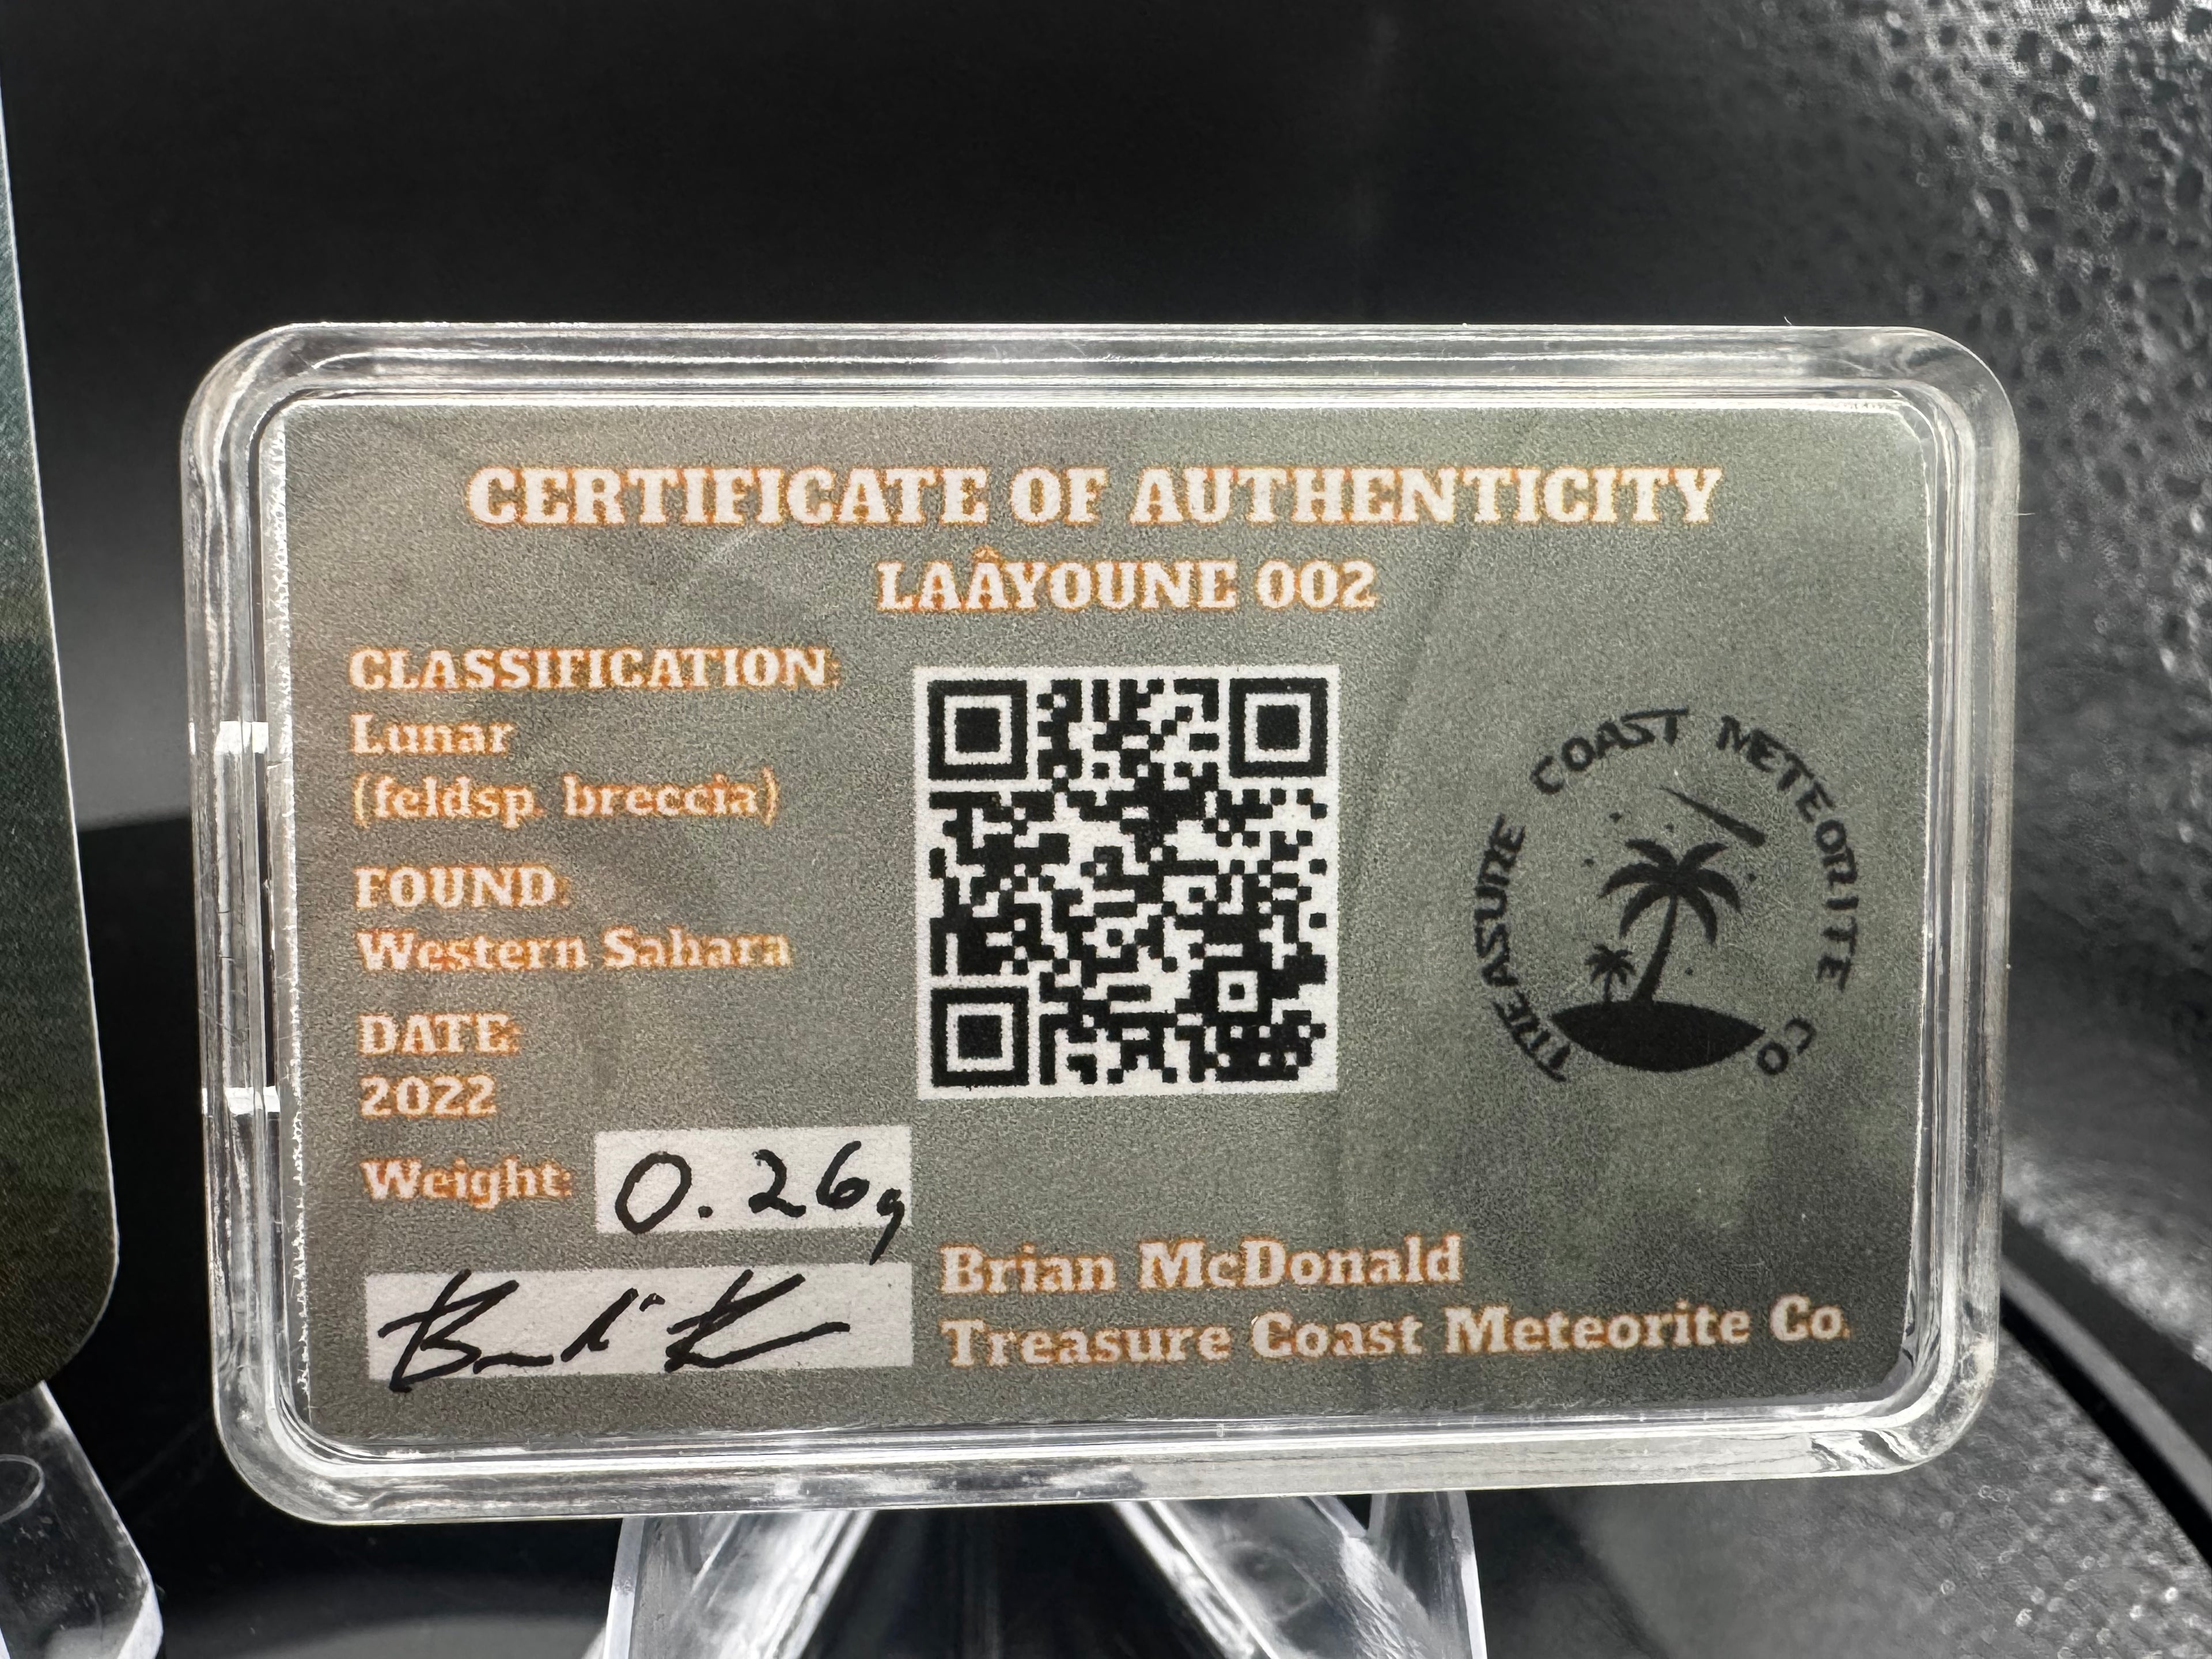 CERTIFICATE OF AUTHENTICITY
LAÂYOUNE 002
CLASSIFICATION:
Lunar
(feldsp. breccia)
FOUND:
Western Sahara
DATE:
2022
Weight: 0.26g
Brian McDonald
Treasure Coast Meteorite Co.
TREASURE COAST METEORITE CO